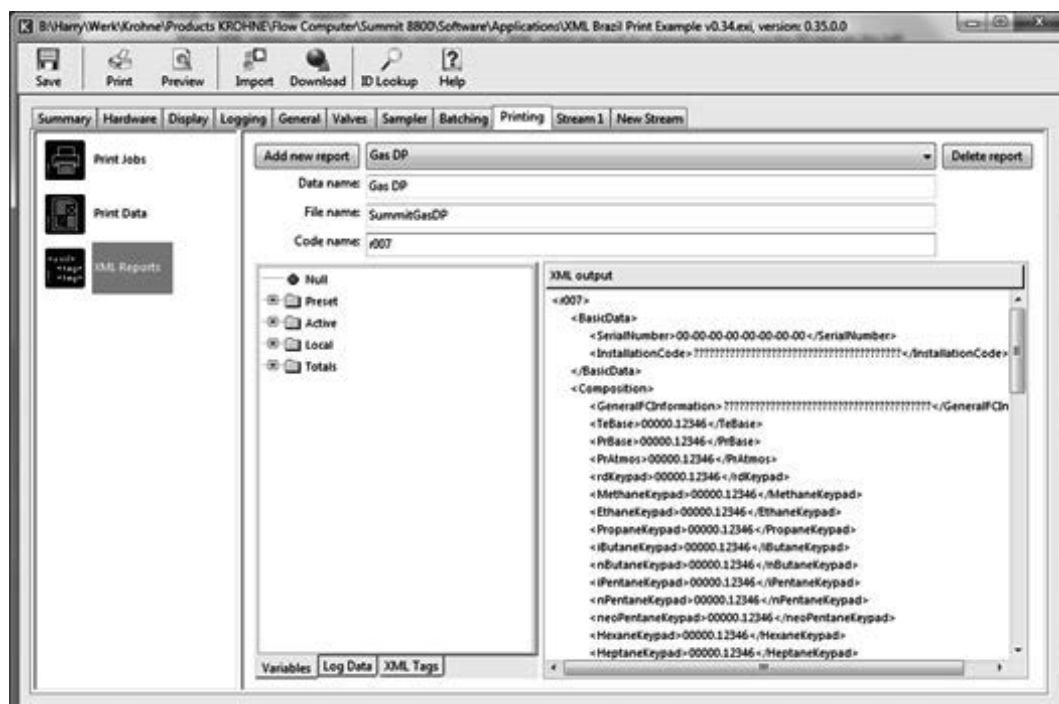 B:\Harry\Werk\Krohne\Products KROHNE\Flow Computer\Summit 8800\Software\Applications\XML Brazil Print Example v0.34.exi, version: 0.35.0.0
Save Print Preview Import Download ID Lookup Help
Summary Hardware Display Logging General Valves Sampler Batching Printing Stream 1 New Stream
Print Jobs
Print Data
XML Reports
Add new report Gas DP Delete report
Data name: Gas DP
File name: SummitGasDP
Code name: r007
Null
Preset
Active
Local
Totals
Variables Log Data XML Tags
XML output
<r007>
<BasicData>
<SerialNumber>00-00-00-00-00-00-00-00</SerialNumber>
<InstallationCode>????????????????????????????????????????</InstallationCode>
</BasicData>
<Composition>
<GeneralFCInformation>????????????????????????????????????????</GeneralFCIn
<TeBase>00000.12346</TeBase>
<PrBase>00000.12346</PrBase>
<PrAtmos>00000.12346</PrAtmos>
<rdKeypad>00000.12346</rdKeypad>
<MethaneKeypad>00000.12346</MethaneKeypad>
<EthaneKeypad>00000.12346</EthaneKeypad>
<PropaneKeypad>00000.12346</PropaneKeypad>
<iButaneKeypad>00000.12346</iButaneKeypad>
<nButaneKeypad>00000.12346</nButaneKeypad>
<iPentaneKeypad>00000.12346</iPentaneKeypad>
<nPentaneKeypad>00000.12346</nPentaneKeypad>
<neoPentaneKeypad>00000.12346</neoPentaneKeypad>
<HexaneKeypad>00000.12346</HexaneKeypad>
<HeptaneKeypad>00000.12346</HeptaneKeypad>